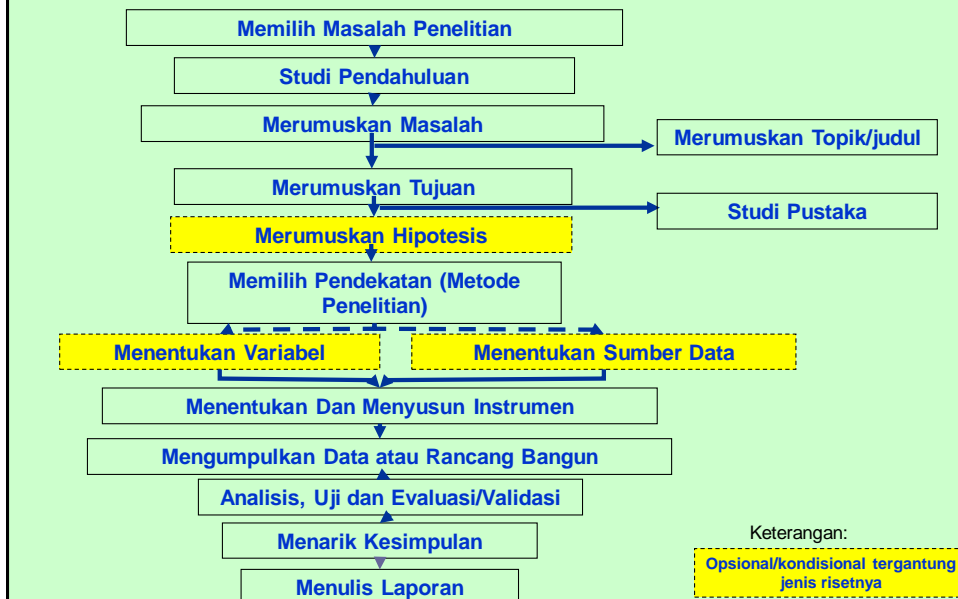 Memilih Masalah Penelitian
Studi Pendahuluan
Merumuskan Masalah
Merumuskan Topik/judul
Merumuskan Tujuan
Studi Pustaka
Merumuskan Hipotesis
Memilih Pendekatan (Metode
Penelitian)
Menentukan Variabel
Menentukan Sumber Data
Menentukan Dan Menyusun Instrumen
Mengumpulkan Data atau Rancang Bangun
Analisis, Uji dan Evaluasi/Validasi
Menarik Kesimpulan
Menulis Laporan
Keterangan:
Opsional/kondisional tergantung
jenis risetnya